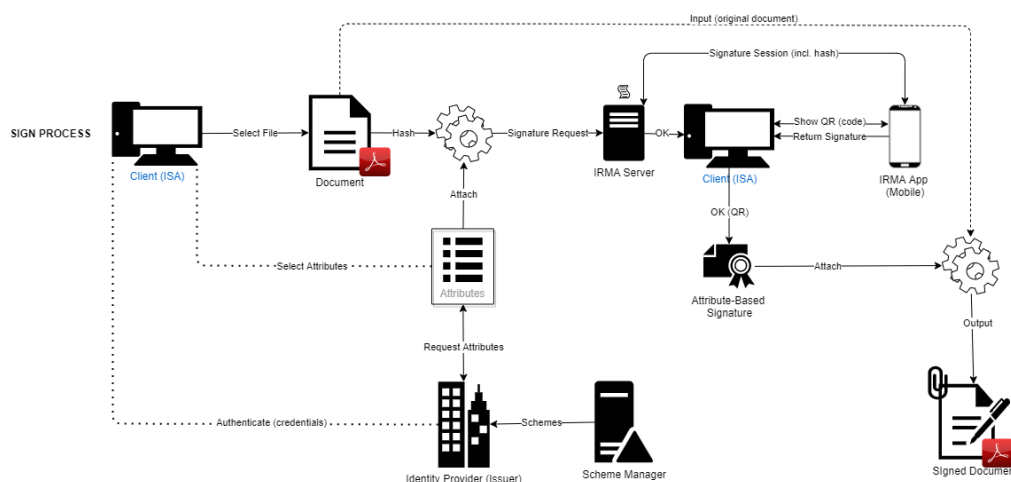 Input (original document)
Signature Session (incl. hash)
SIGN PROCESS
Select File
Hash
Signature Request
OK
Show QR (code)
Return Signature
Client (ISA)
Document
IRMA Server
Client (ISA)
IRMA App
(Mobile)
Attach
OK (QR)
Select Attributes
Attributes
Attach
Attribute-Based
Signature
Output
Request Attributes
Authenticate (credentials)
Schemes
Identity Provider (Issuer)
Scheme Manager
SIgned Document